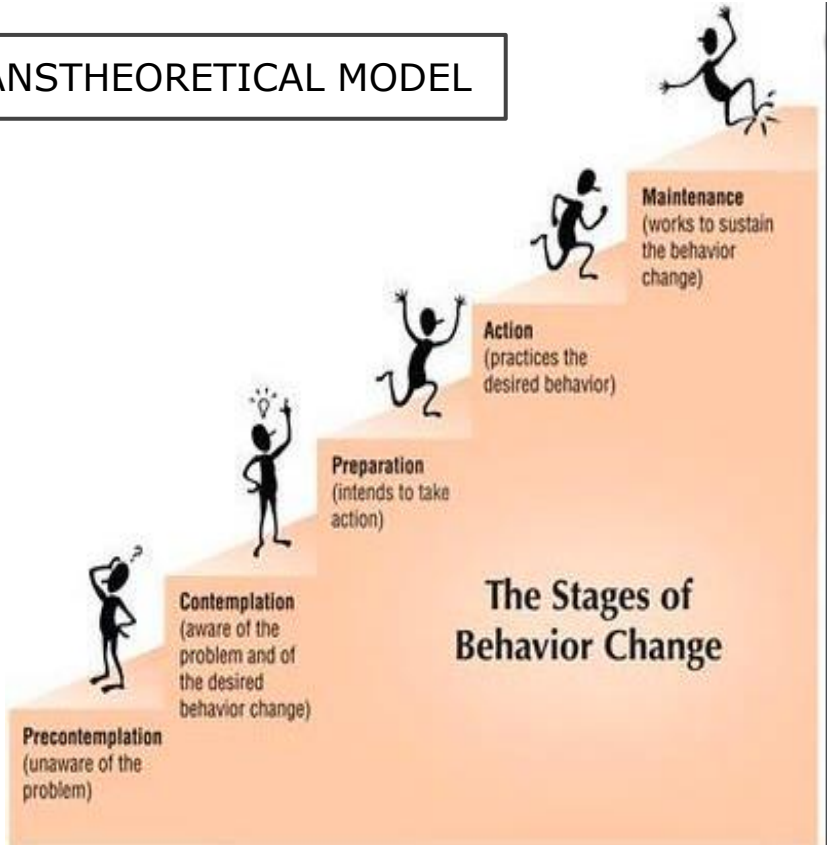 ANSTHEORETICAL MODEL
Maintenance
(works to sustain
the behavior
change)
Action
(practices the
desired behavior)
Preparation
(intends to take
action)
Contemplation
(aware of the
problem and of
the desired
behavior change)
Precontemplation
(unaware of the
problem)
The Stages of
Behavior Change
?